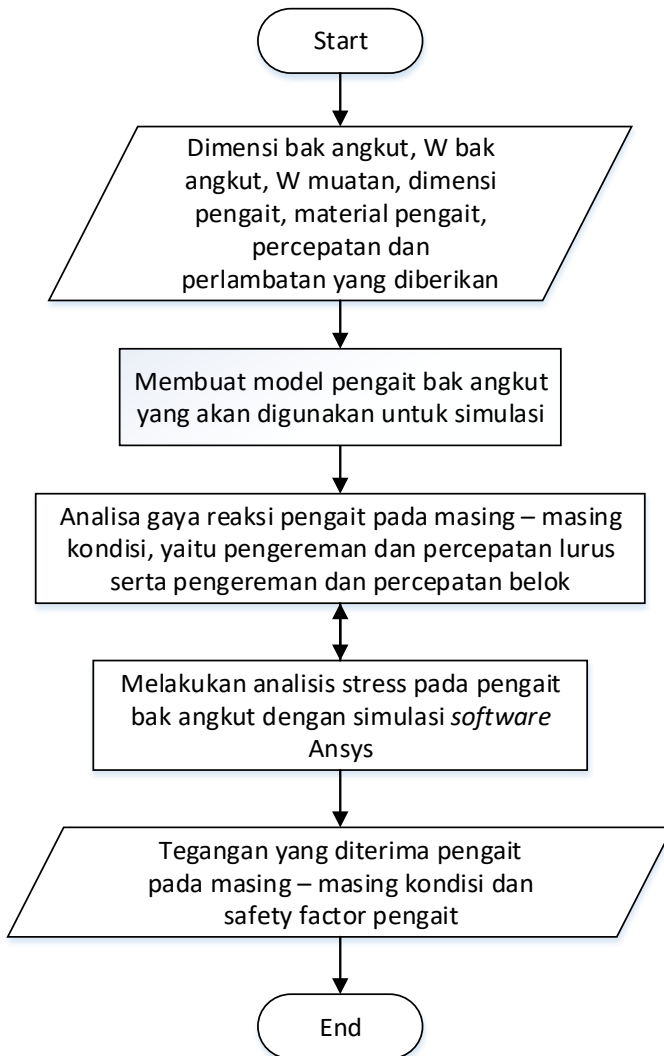 Start
Dimensi bak angkut, W bak
angkut, W muatan, dimensi
pengait, material pengait,
percepatan dan
perlambatan yang diberikan
Membuat model pengait bak angkut
yang akan digunakan untuk simulasi
Analisa gaya reaksi pengait pada masing – masing
kondisi, yaitu pengereman dan percepatan lurus
serta pengereman dan percepatan belok
Melakukan analisis stress pada pengait
bak angkut dengan simulasi software
Ansys
Tegangan yang diterima pengait
pada masing – masing kondisi dan
safety factor pengait
End